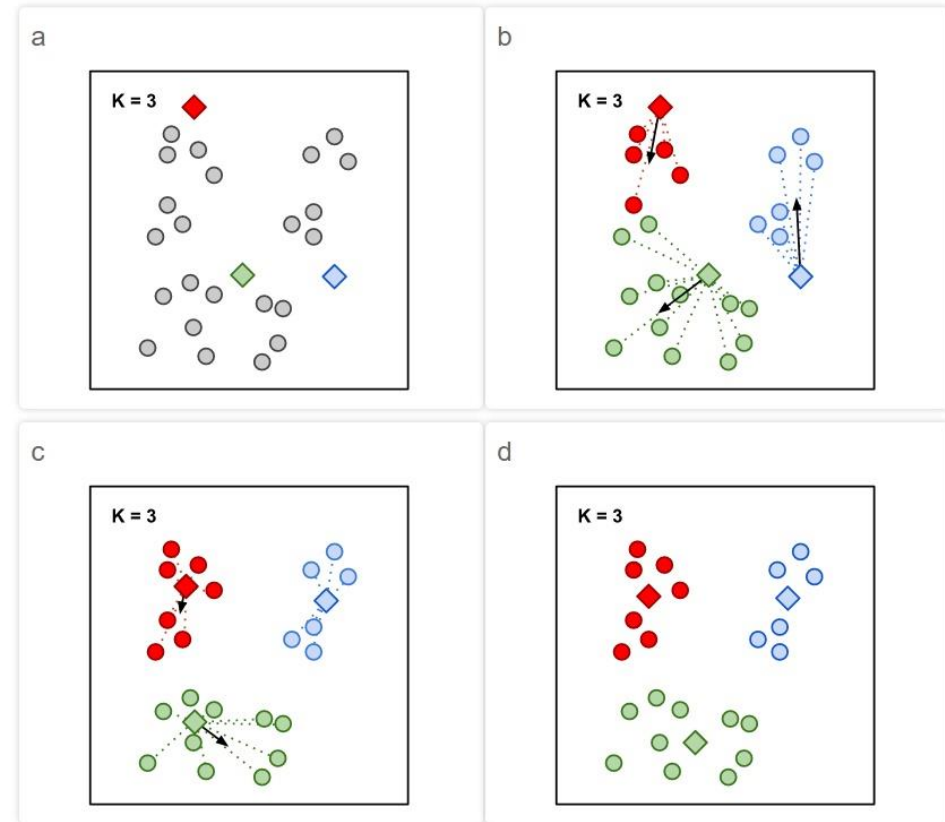 a
K = 3
b
K = 3
c
K = 3
d
K = 3